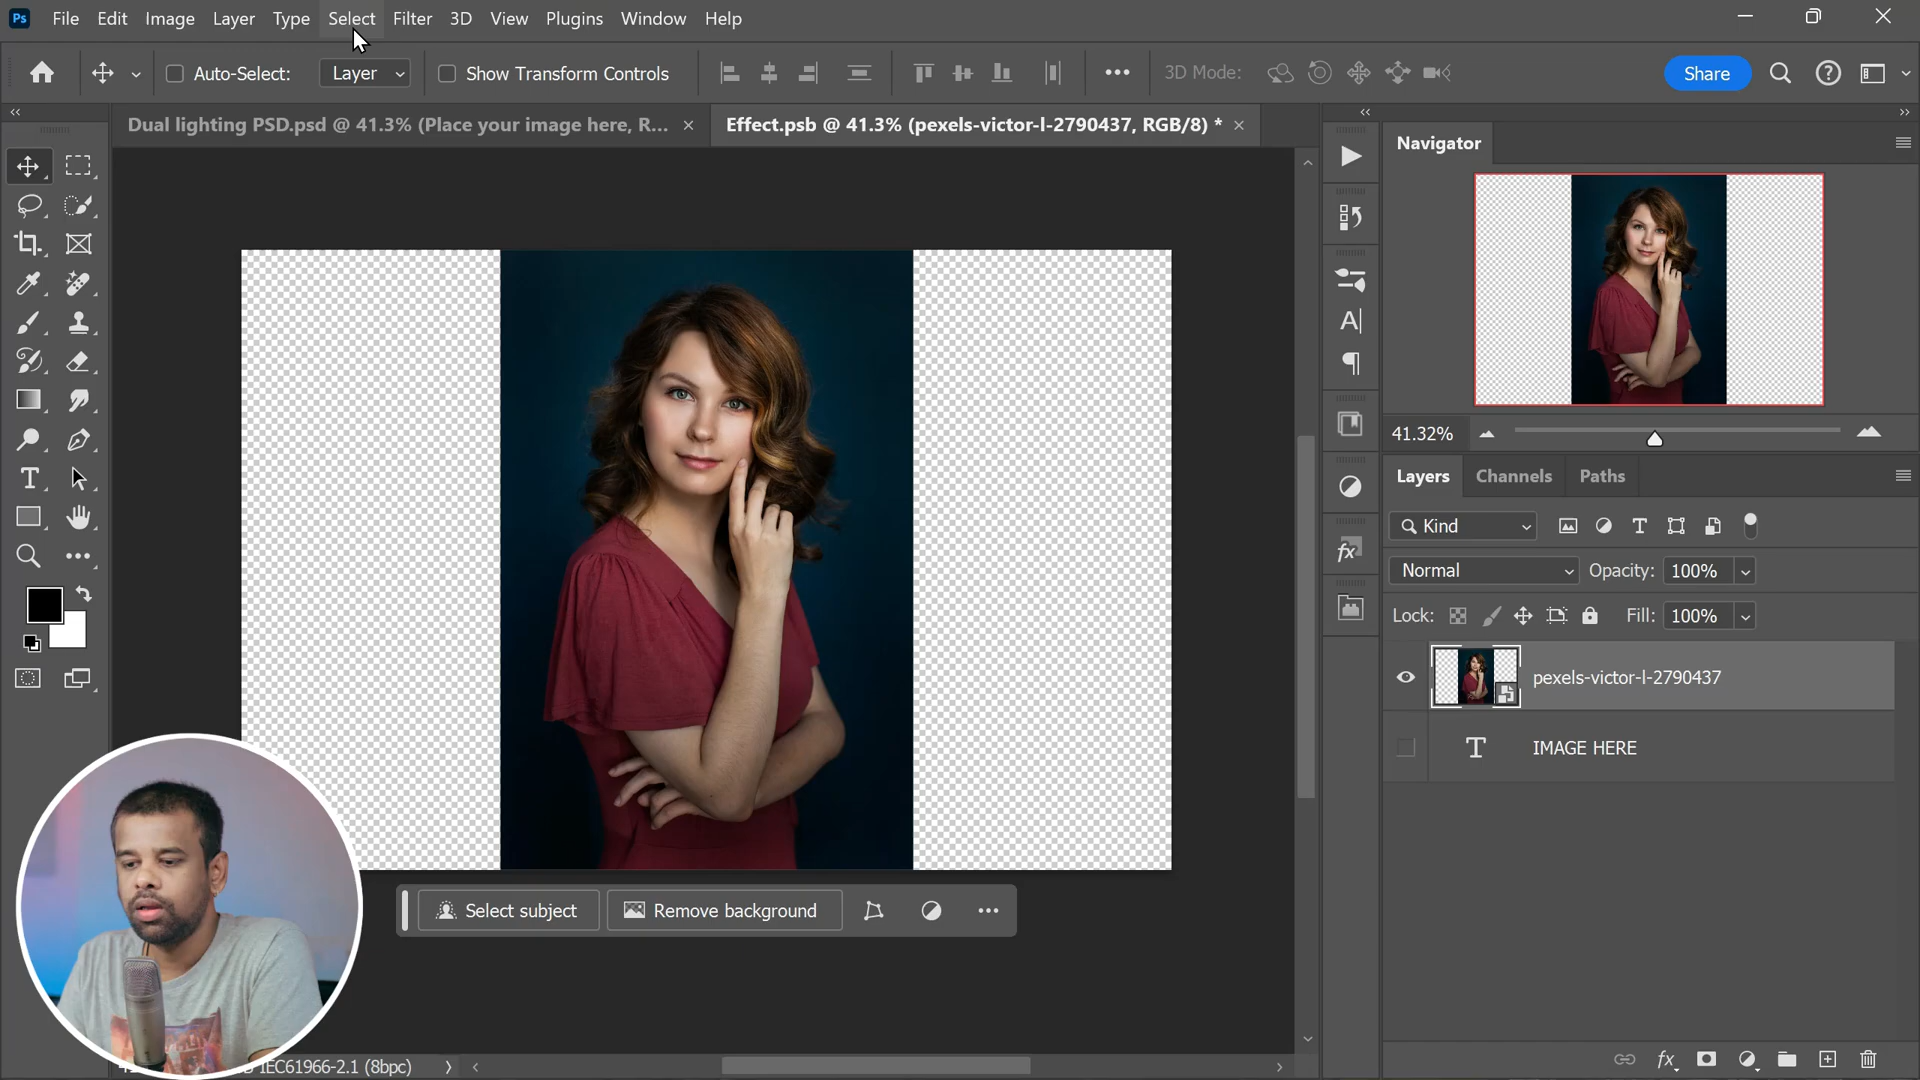 Ps File Edit Image Layer Type Select Filter 3D View Plugins Window Help
Auto-Select: Layer Show Transform Controls 3D Mode: Share
Dual lighting PSD.psd @ 41.3% (Place your image here, R... × Effect.psb @ 41.3% (pexels-victor-l-2790437, RGB/8) * ×
Navigator
41.32%
Layers Channels Paths
Kind
Normal Opacity: 100%
Lock: Fill: 100%
pexels-victor-l-2790437
IMAGE HERE
Select subject Remove background
IEC61966-2.1 (8bpc)